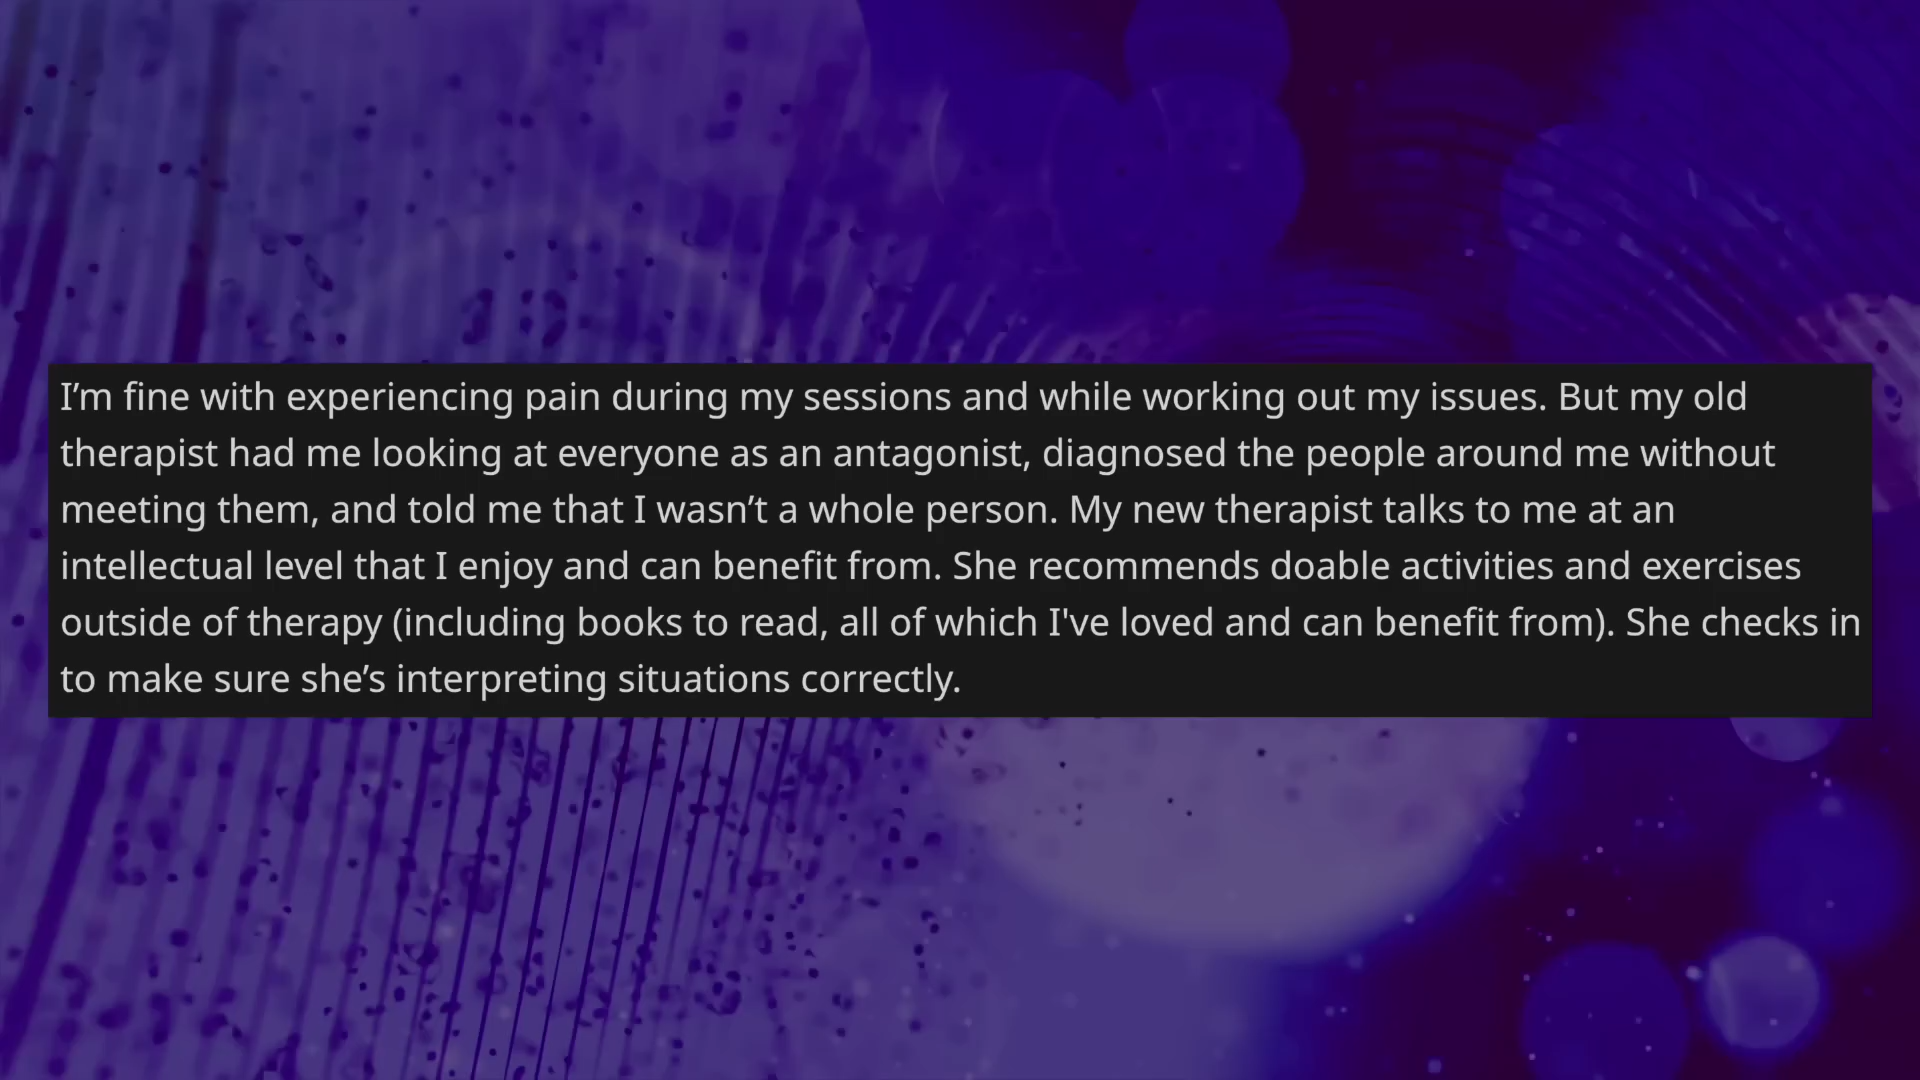 I’m fine with experiencing pain during my sessions and while working out my issues. But my old
therapist had me looking at everyone as an antagonist, diagnosed the people around me without
meeting them, and told me that I wasn’t a whole person. My new therapist talks to me at an
intellectual level that I enjoy and can benefit from. She recommends doable activities and exercises
outside of therapy (including books to read, all of which I've loved and can benefit from). She checks in
to make sure she’s interpreting situations correctly.